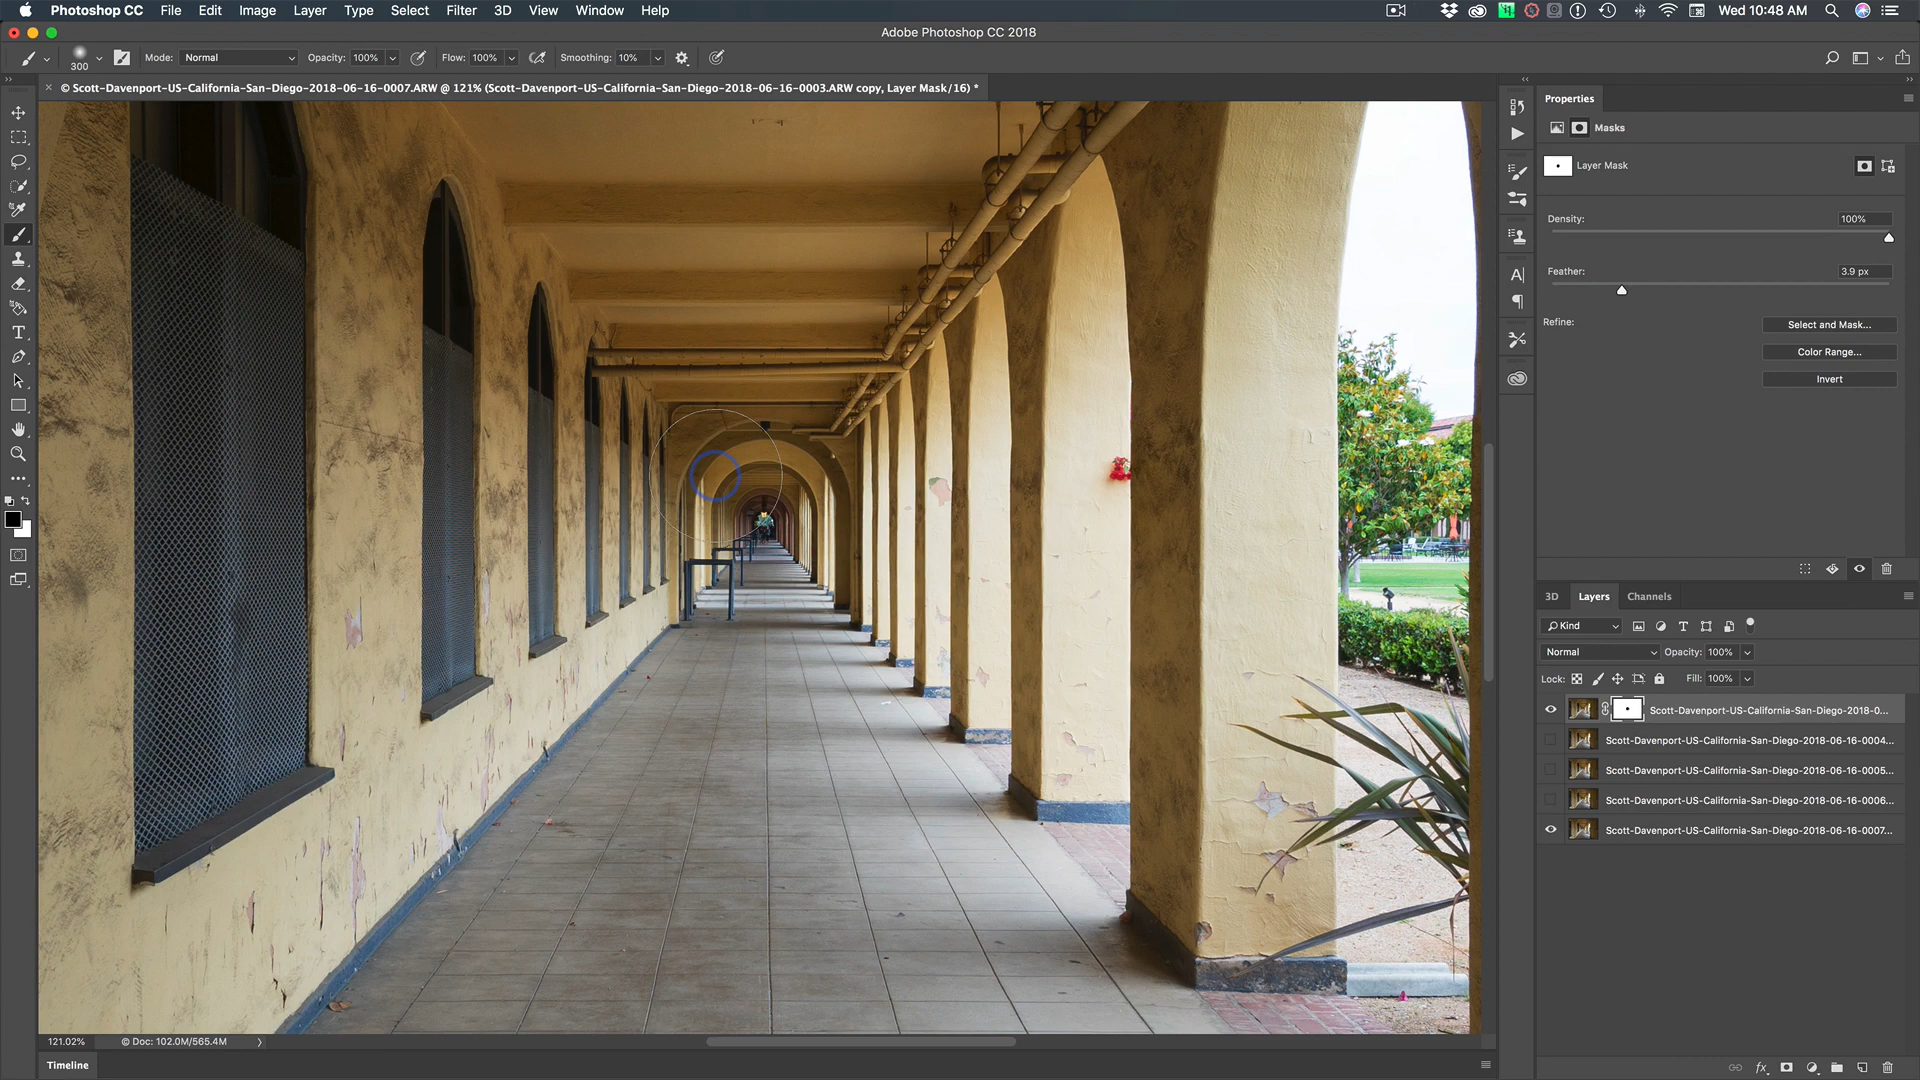 Photoshop CC File Edit Image Layer Type Select Filter 3D View Window Help Wed 10:48 AM
Adobe Photoshop CC 2018
300 Mode: Normal Opacity: 100% Flow: 100% Smoothing: 10%
© Scott-Davenport-US-California-San-Diego-2018-06-16-0007.ARW @ 121% (Scott-Davenport-US-California-San-Diego-2018-06-16-0003.ARW copy, Layer Mask/16) *
Properties
Masks
Layer Mask
Density: 100%
Feather: 3.9 px
Refine: Select and Mask...
Color Range...
Invert
3D Layers Channels
Kind
Normal Opacity: 100%
Lock: Fill: 100%
Scott-Davenport-US-California-San-Diego-2018-0...
Scott-Davenport-US-California-San-Diego-2018-06-16-0004...
Scott-Davenport-US-California-San-Diego-2018-06-16-0005...
Scott-Davenport-US-California-San-Diego-2018-06-16-0006...
Scott-Davenport-US-California-San-Diego-2018-06-16-0007...
121.02% © Doc: 102.0M/565.4M
Timeline